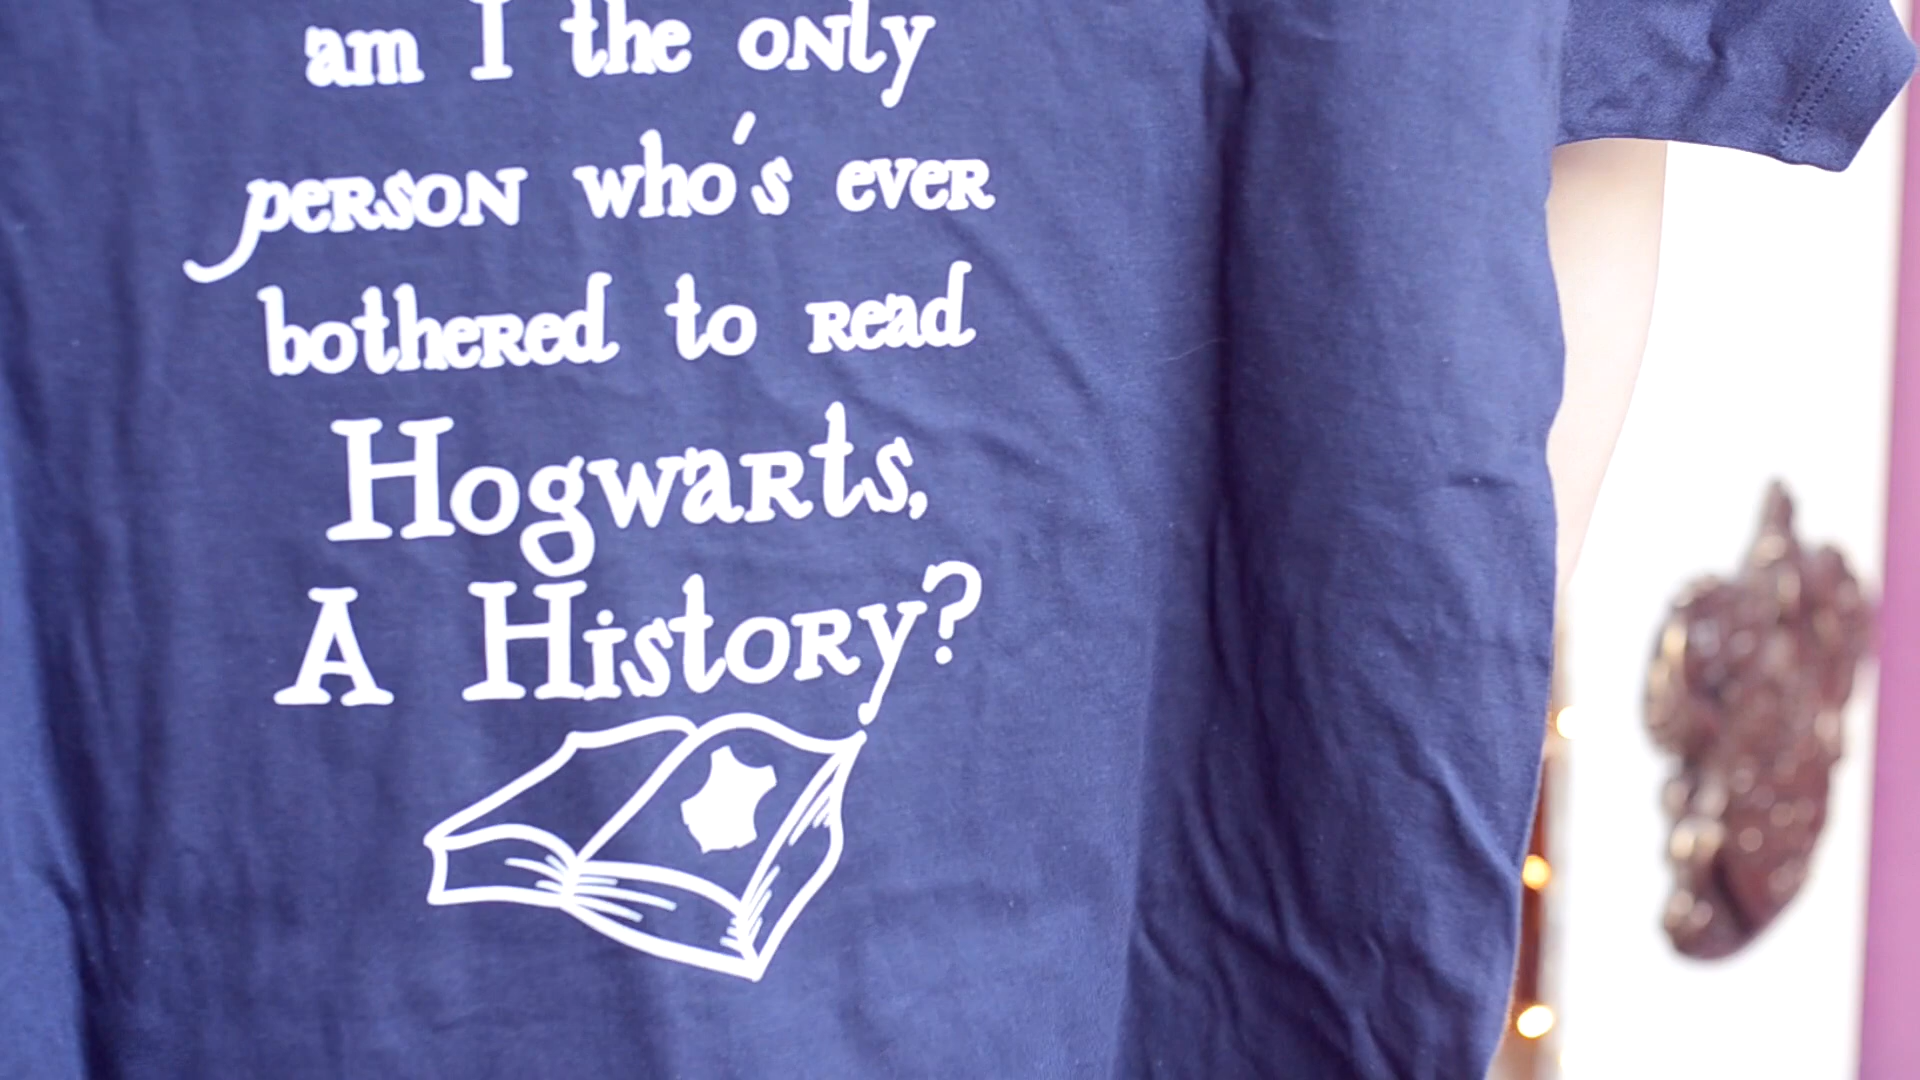 am I the only
person who's ever
bothered to read
Hogwarts,
A History?